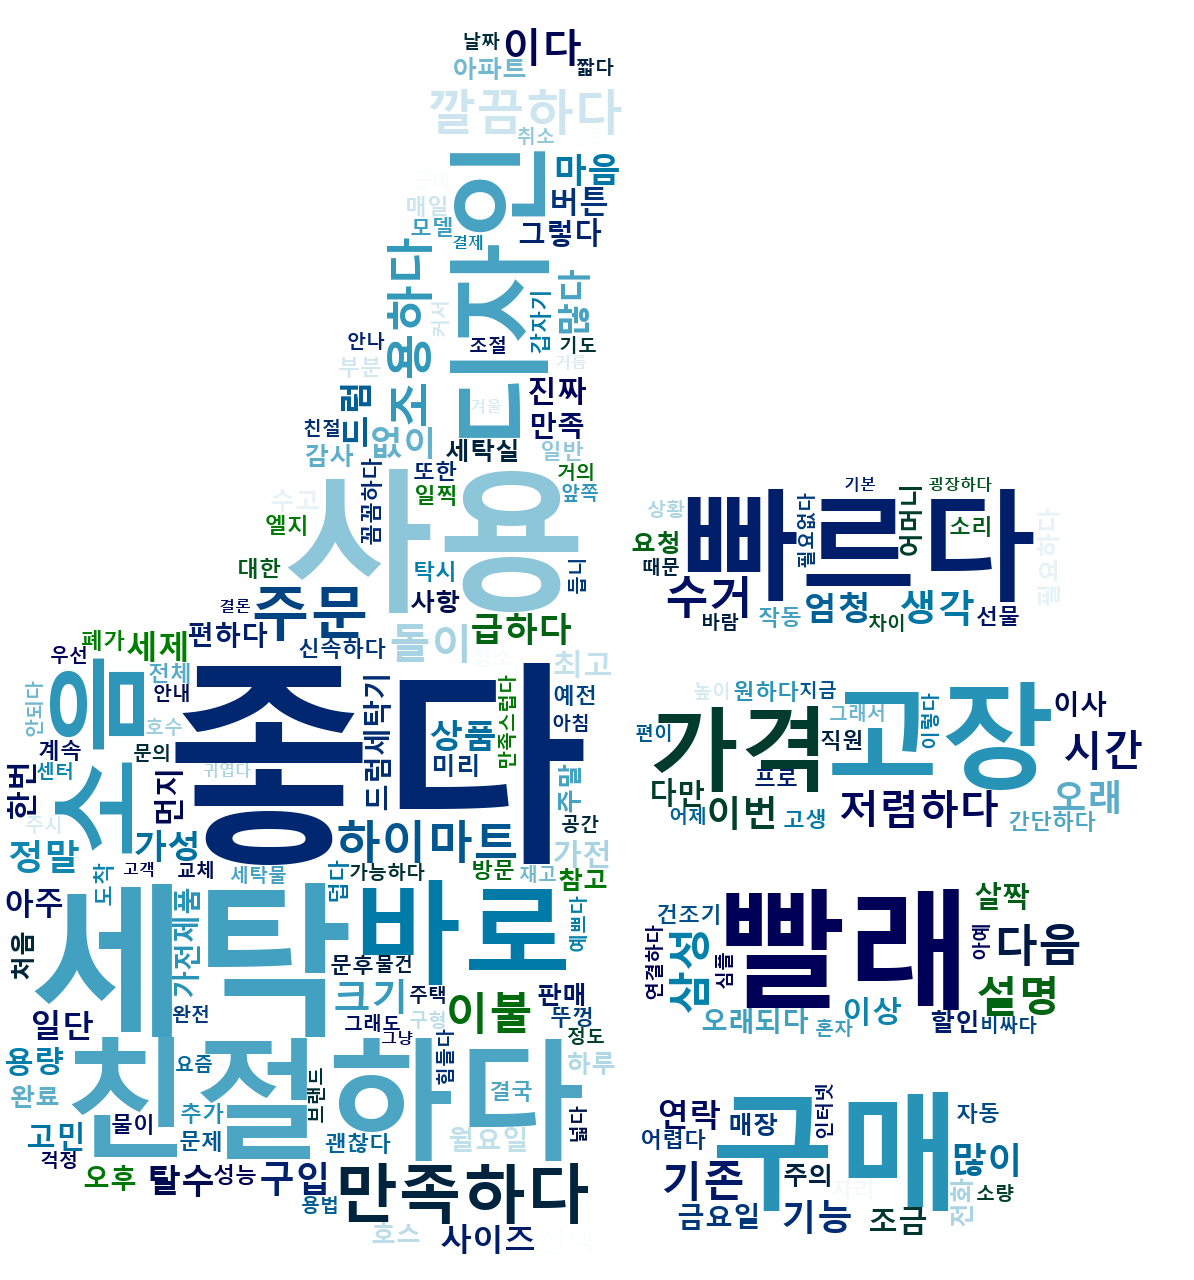 날짜 이다
아파트 짧다
깔끔하다
취소
디자인 마음
매일 버튼
모델 그렇다
결제
조용하다
많다
갑자기
커서
안나 조절 기도
부분 거름
진짜
드럼 겨울
만족
친절 없이
감사 세탁실 일반
꼼꼼하다 또한 거의
사용
수고 일찍 앞쪽
엘지
대한 탁시 듭니
결론 주문 사항
편하다 신속하다 돌이 급하다
폐가 세제
우선 전체 최고
소음 안내 좋다 드럼세탁기 만족스럽다 예전
안되다 호수 상품 아침
계속 문의 미리
센터 귀엽다 주말
한번 먼지
주시 공간
정말 가성 하이마트 가전
고객 교체 세탁물 덥다 가능하다 방문 재고 참고
도착
아주 세탁 바로
가전제품 예쁘다
처음 문후 물건
크기 주택 판매
완전 구형 이불 뚜껑
일단 그래도
그냥 정도
친절하다
용량 요즘 힘들다 하루
완료 브랜드 결국
추가
물이 넓다
고민 문제 괜찮다 월요일
걱정
오후 탈수 성능 구입 만족하다
용법
호스 사이즈
기본 굉장하다
상황 빠르다
필요없다 어머니 소리 필요하다
요청
때문
수거 엄청 생각
바람 작동 차이 선물
높이 원하다 지금
가격 고장 이사
그래서 이렇다
편이 직원 시간
프로
다만 오래
어제 이번 고생 저렴하다 간단하다
빨래 살짝
건조기
연결하다 삼성 심플 아예 다음
설명
오래되다 혼자 이상 할인 비싸다
구매 인터넷
연락 매장 자동
어렵다
많이
기존 주의
자리 전화 소량
금요일 기능 조금